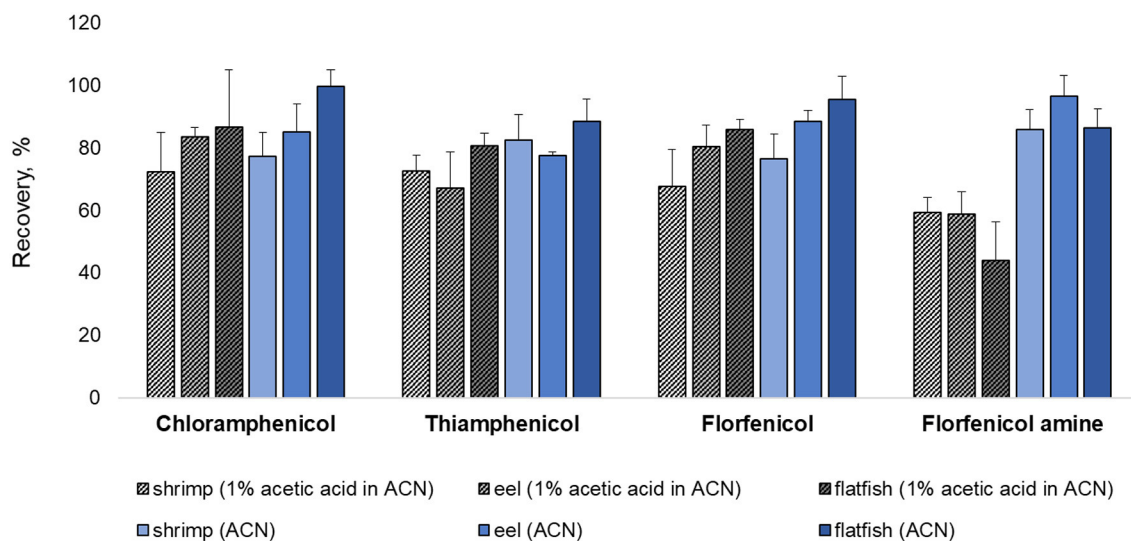 120
100
80
60
40
20
0
Recovery, %
Chloramphenicol Thiamphenicol Florfenicol Florfenicol amine
shrimp (1% acetic acid in ACN) eel (1% acetic acid in ACN) flatfish (1% acetic acid in ACN)
shrimp (ACN) eel (ACN) flatfish (ACN)